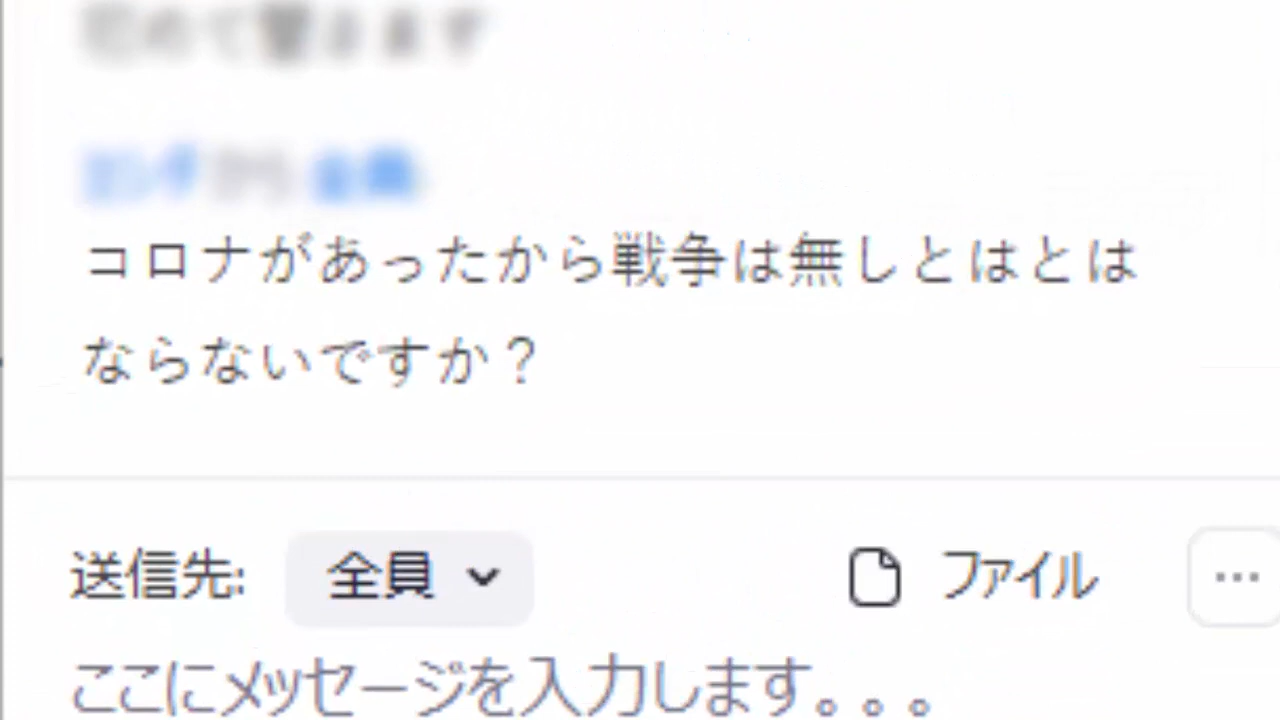 コロナがあったから戦争は無しとはとは
ならないですか？
送信先: 全員 ファイル
ここにメッセージを入力します。。。